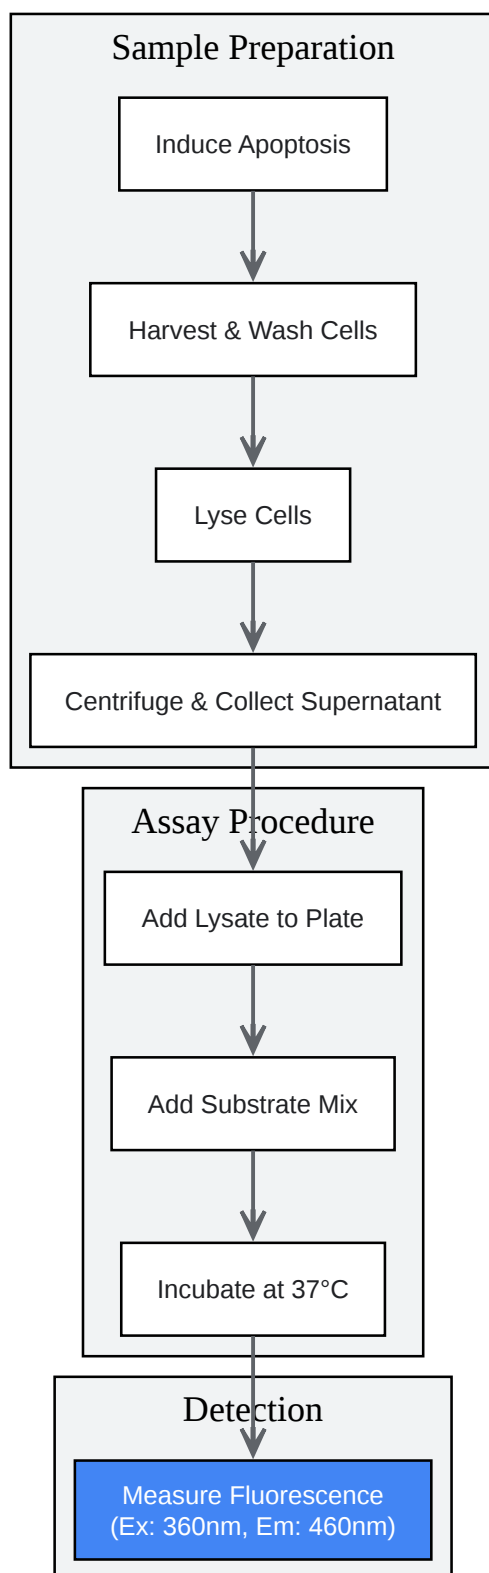 Sample Preparation
Induce Apoptosis
Harvest & Wash Cells
Lyse Cells
Centrifuge & Collect Supernatant
Assay Procedure
Add Lysate to Plate
Add Substrate Mix
Incubate at 37°C
Detection
Measure Fluorescence
(Ex: 360nm, Em: 460nm)